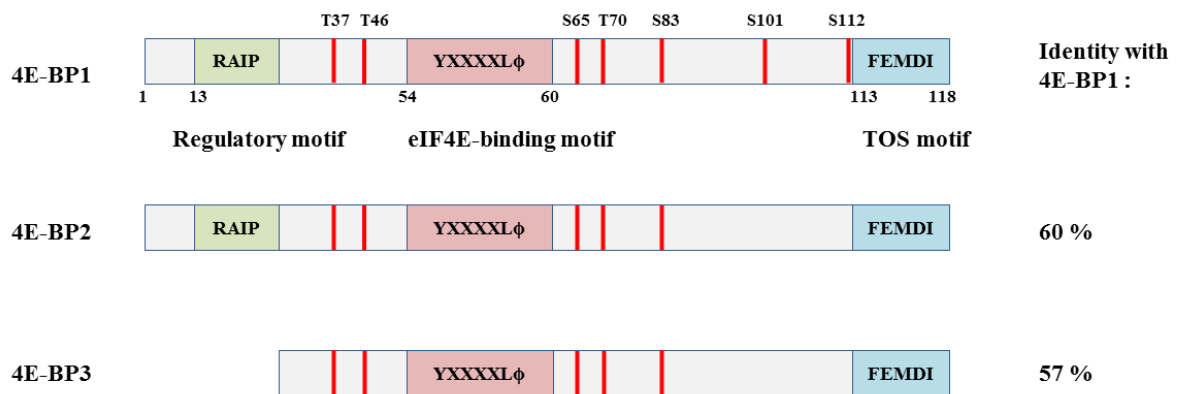 T37 T46 S65 T70 S83 S101 S112
4E-BP1 RAIP YXXXXLϕ FEMDI Identity with
4E-BP1 :
1 13 54 60 113 118
Regulatory motif eIF4E-binding motif TOS motif
4E-BP2 RAIP YXXXXLϕ FEMDI 60 %
4E-BP3 YXXXXLϕ FEMDI 57 %